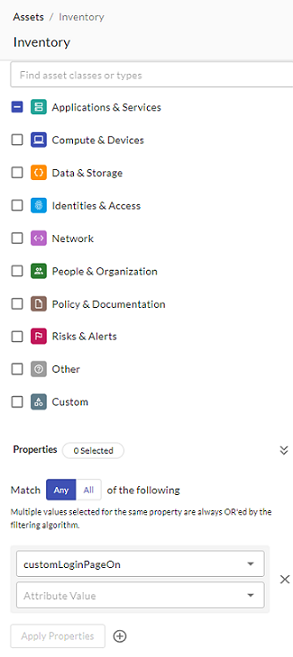 Assets / Inventory
Inventory
Find asset classes or types
Applications & Services
Compute & Devices
Data & Storage
Identities & Access
Network
People & Organization
Policy & Documentation
Risks & Alerts
Other
Custom
Properties 0 Selected
Match Any All of the following
Multiple values selected for the same property are always OR'ed by the
filtering algorithm.
customLoginPageOn
Attribute Value
Apply Properties